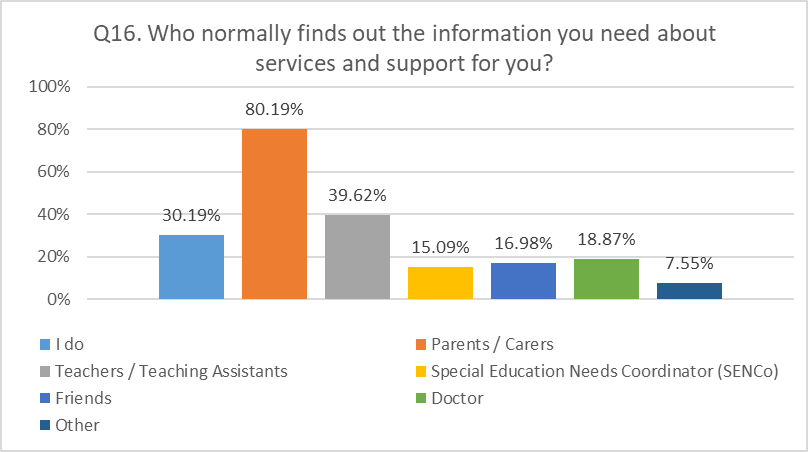 Q16. Who normally finds out the information you need about
services and support for you?
100%
80%
60%
40%
20%
0%
30.19%
80.19%
39.62%
15.09%
16.98%
18.87%
7.55%
I do
Parents / Carers
Teachers / Teaching Assistants
Special Education Needs Coordinator (SENCo)
Friends
Doctor
Other